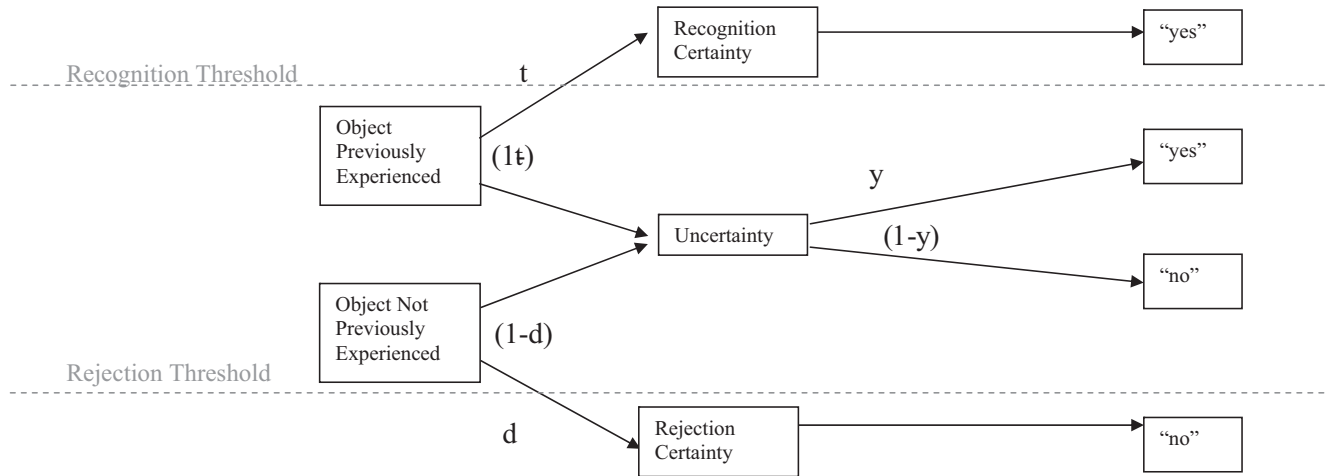 Recognition
Certainty
“yes”
Recognition Threshold
t
Object
Previously
Experienced
(1-t)
“yes”
y
Uncertainty
(1-y)
“no”
Object Not
Previously
Experienced
(1-d)
Rejection Threshold
d
Rejection
Certainty
“no”